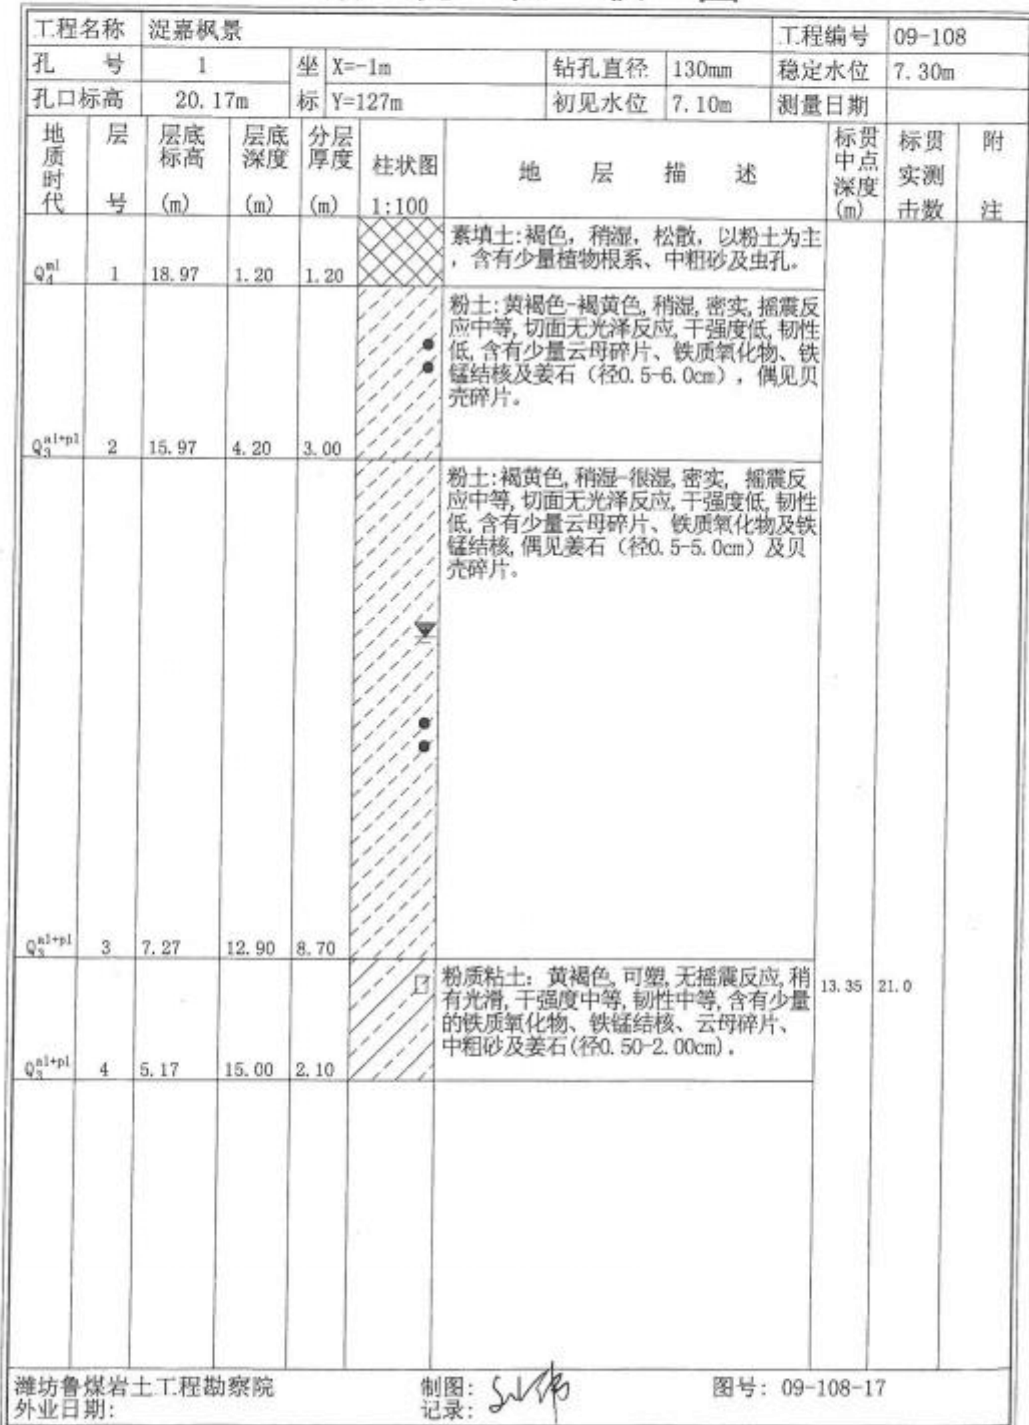 工程名称 浞嘉枫景 工程编号 09-108
孔 号 1 坐 X=-1m 钻孔直径 130mm 稳定水位 7.30m
孔口标高 20.17m 标 Y=127m 初见水位 7.10m 测量日期
地质时代 层号 层底标高(m) 层底深度(m) 分层厚度(m) 柱状图 1:100 地 层 描 述 标贯中点深度(m) 标贯实测击数 附注
素填土:褐色，稍湿，松散，以粉土为主
，含有少量植物根系、中粗砂及虫孔。
Q4ml 1 18.97 1.20 1.20
粉土:黄褐色-褐黄色,稍湿,密实,摇震反
应中等,切面无光泽反应,干强度低,韧性
低,含有少量云母碎片、铁质氧化物、铁
锰结核及姜石（径0.5-6.0cm），偶见贝
壳碎片。
Q3al+pl 2 15.97 4.20 3.00
粉土:褐黄色,稍湿-很湿,密实, 摇震反
应中等,切面无光泽反应,干强度低,韧性
低,含有少量云母碎片、铁质氧化物及铁
锰结核,偶见姜石（径0.5-5.0cm）及贝
壳碎片。
Q3al+pl 3 7.27 12.90 8.70
粉质粘土: 黄褐色,可塑,无摇震反应,稍
有光滑,干强度中等,韧性中等,含有少量
的铁质氧化物、铁锰结核、云母碎片、
中粗砂及姜石(径0.50-2.00cm)。
13.35 21.0
Q3al+pl 4 5.17 15.00 2.10
潍坊鲁煤岩土工程勘察院 制图: 图号: 09-108-17
外业日期: 记录: